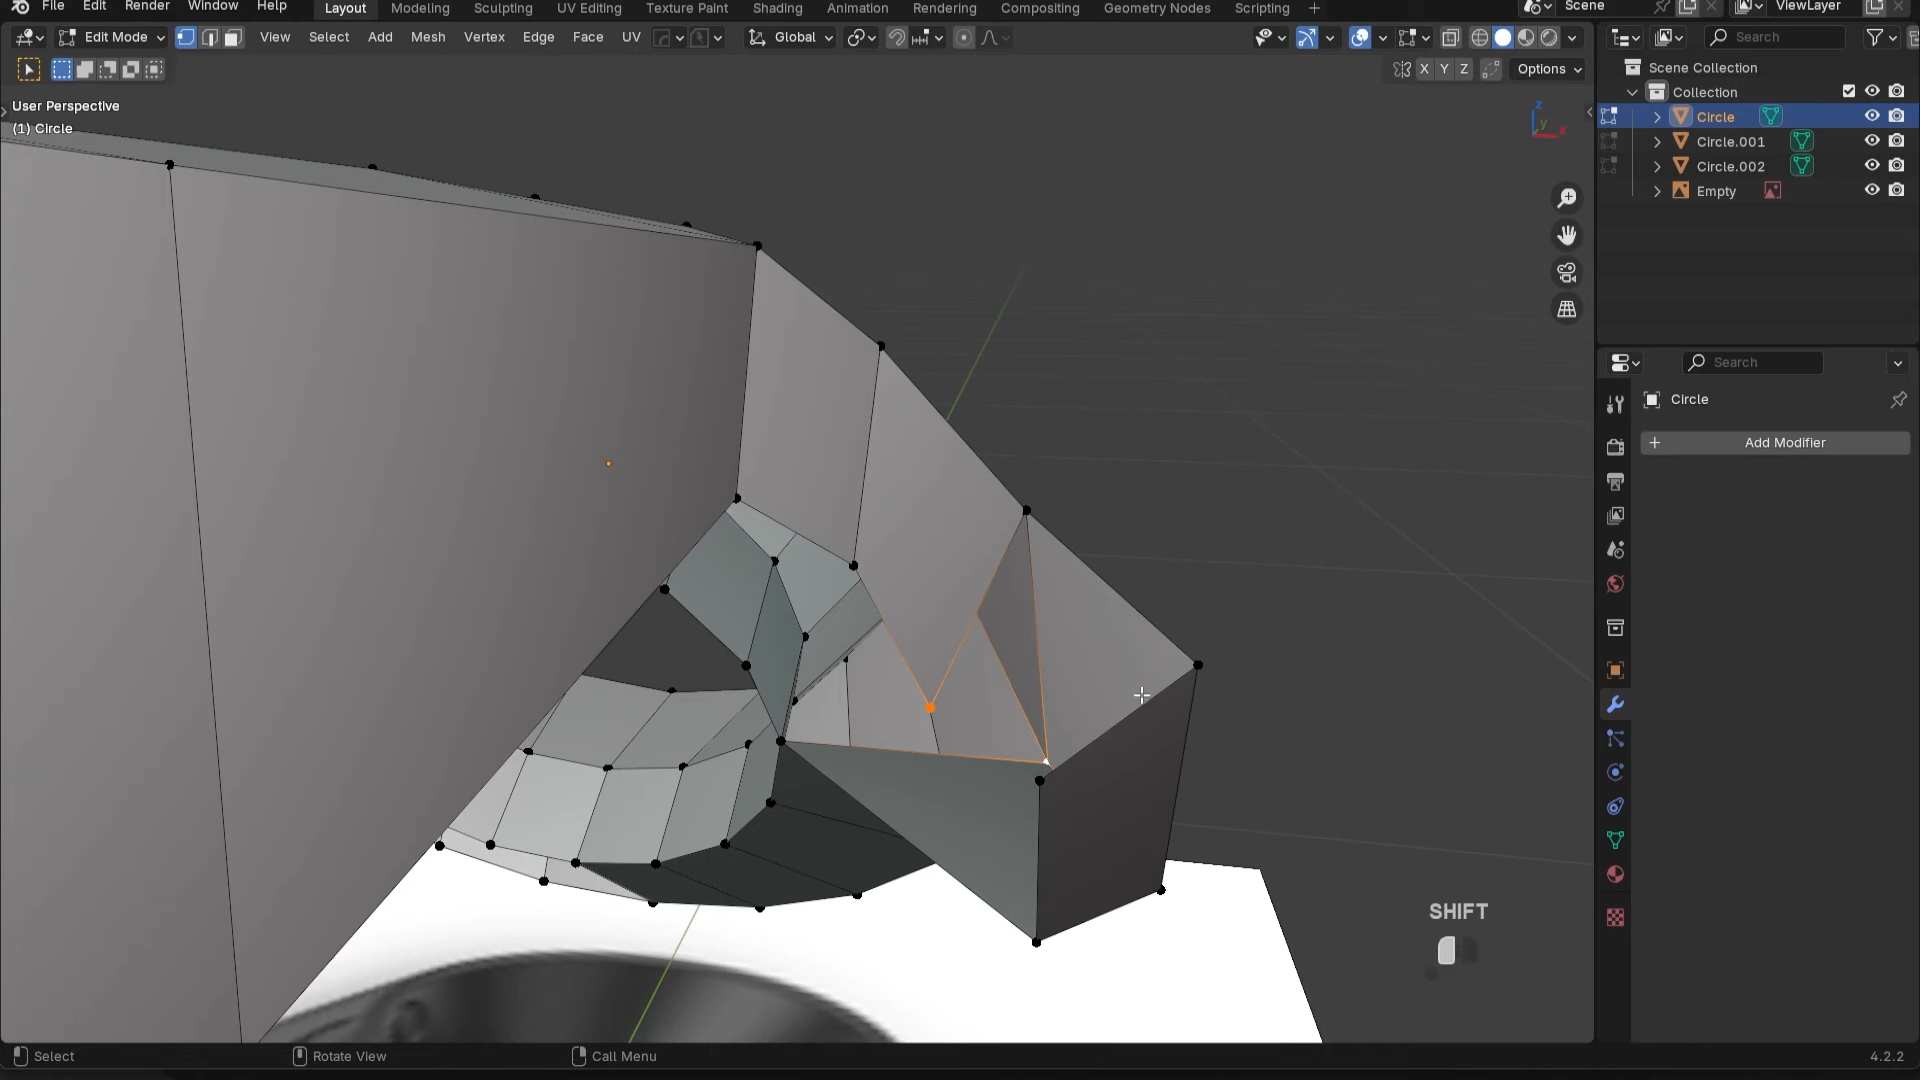 File Edit Render Window Help Layout Modeling Sculpting UV Editing Texture Paint Shading Animation Rendering Compositing Geometry Nodes Scripting + Scene ViewLayer
Edit Mode View Select Add Mesh Vertex Edge Face UV Global Search
X Y Z Options
Scene Collection
User Perspective
(1) Circle
Collection
Circle
Circle.001
Circle.002
Empty
Search
Circle
+ Add Modifier
z
y
x
SHIFT
Select Rotate View Call Menu 4.2.2